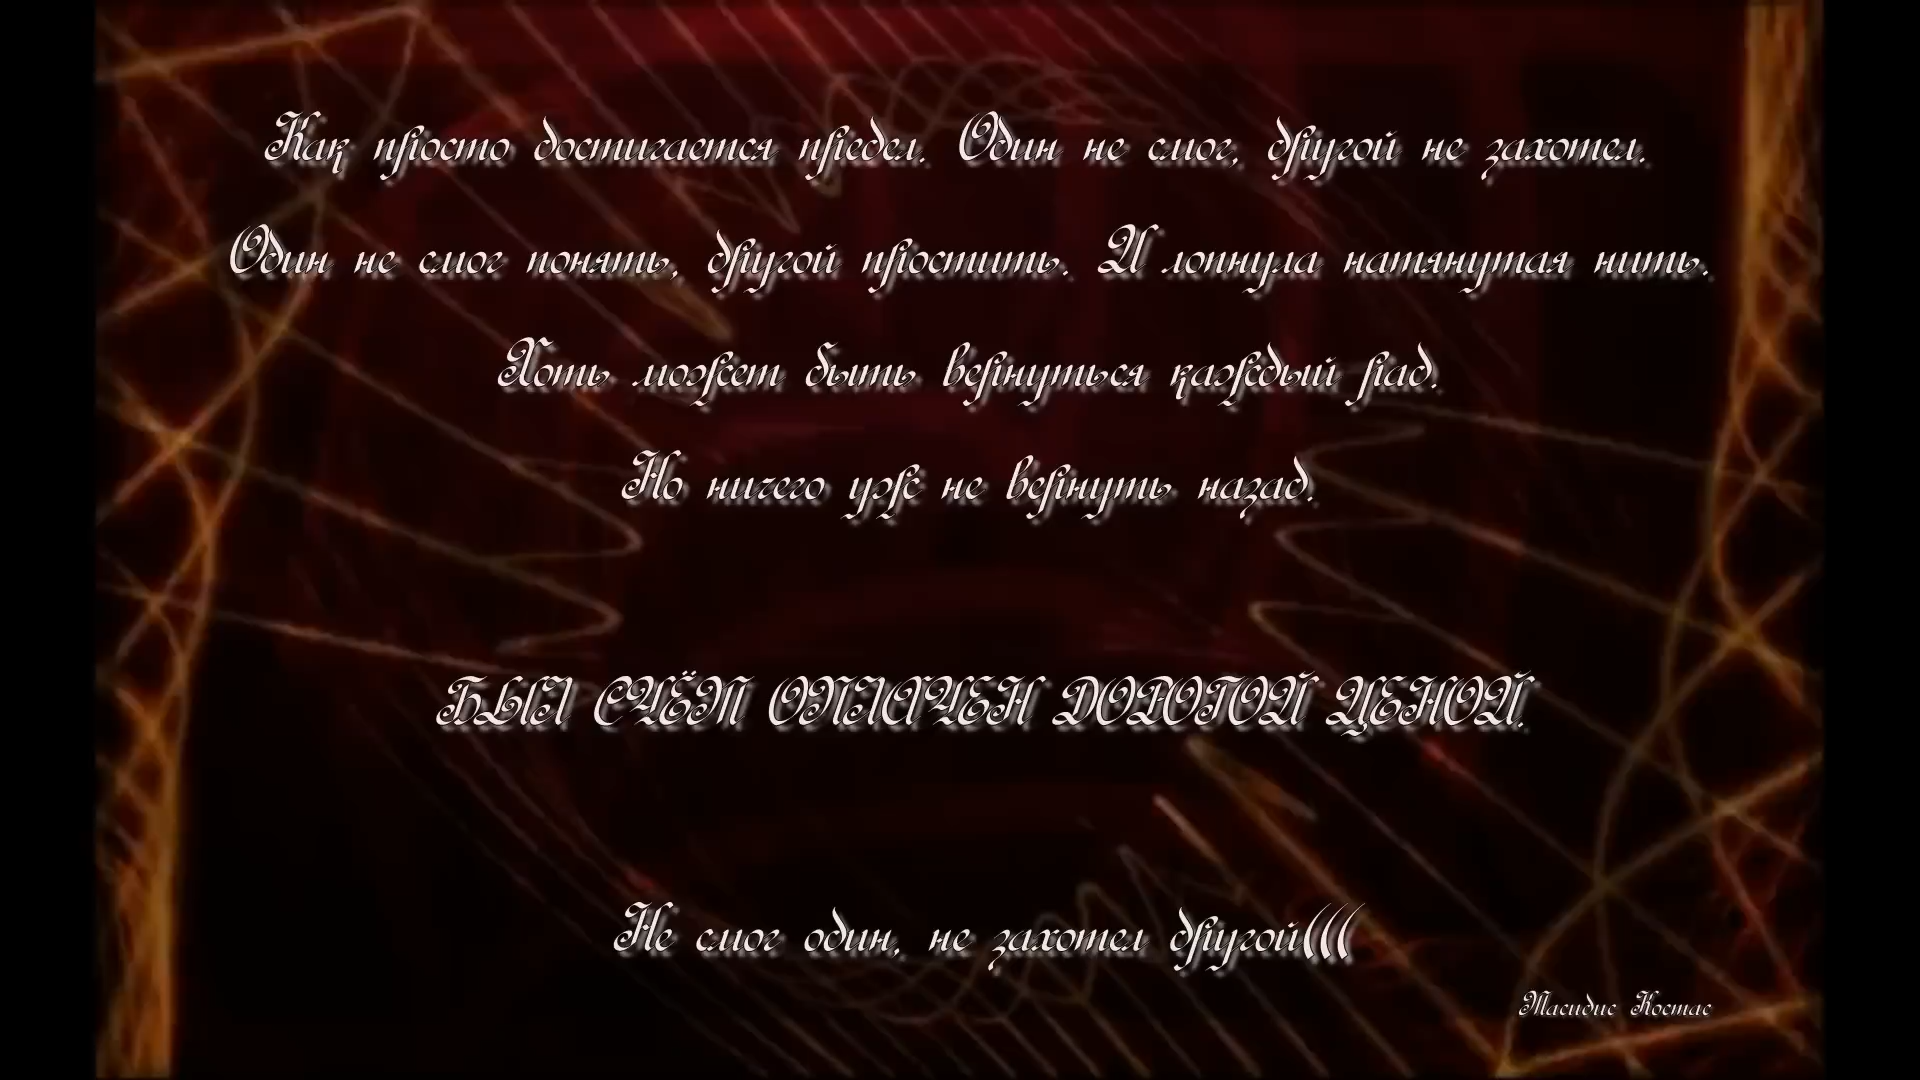 Как просто достигается предел. Один не смог, другой не захотел.
Один не смог понять, другой простить. И лопнула натянутая нить.
Хоть может быть вернуться каждый рад.
Но ничего уж не вернуть назад.
БЫЛ СЧЁТ ОПЛАЧЕН ДОРОГОЙ ЦЕНОЙ.
Не смог один, не захотел другой(((
Тасидис Костас